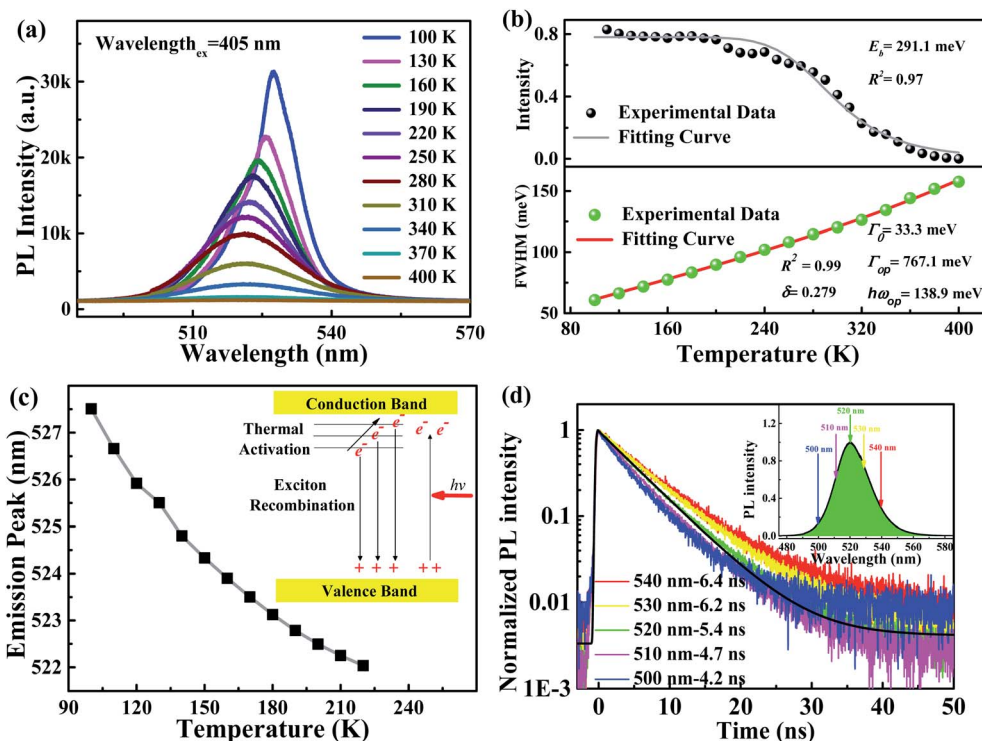 (a)
Wavelength_ex=405 nm
100 K
130 K
160 K
190 K
220 K
250 K
280 K
310 K
340 K
370 K
400 K
30k
20k
10k
0
PL Intensity (a.u.)
510
540
570
Wavelength (nm)
(b)
0.8
0.4
0.0
Intensity
E_b= 291.1 meV
R²= 0.97
Experimental Data
Fitting Curve
150
100
50
FWHM (meV)
Experimental Data
Fitting Curve
R²= 0.99
δ= 0.279
Γ_0= 33.3 meV
Γ_op= 767.1 meV
hω_op= 138.9 meV
80
160
240
320
400
Temperature (K)
(c)
527
526
525
524
523
522
Emission Peak (nm)
Conduction Band
Thermal
Activation
e⁻
e⁻
e⁻
e⁻ e⁻
Exciton
Recombination
hv
+ + + + +
Valence Band
90
120
150
180
210
240
Temperature (K)
(d)
1
0.1
0.01
1E-3
Normalized PL intensity
540 nm-6.4 ns
530 nm-6.2 ns
520 nm-5.4 ns
510 nm-4.7 ns
500 nm-4.2 ns
0
10
20
30
40
50
Time (ns)
520 nm
510 nm
530 nm
500 nm
540 nm
1.2
0.8
0.4
0.0
PL intensity
480
500
520
540
560
580
Wavelength (nm)